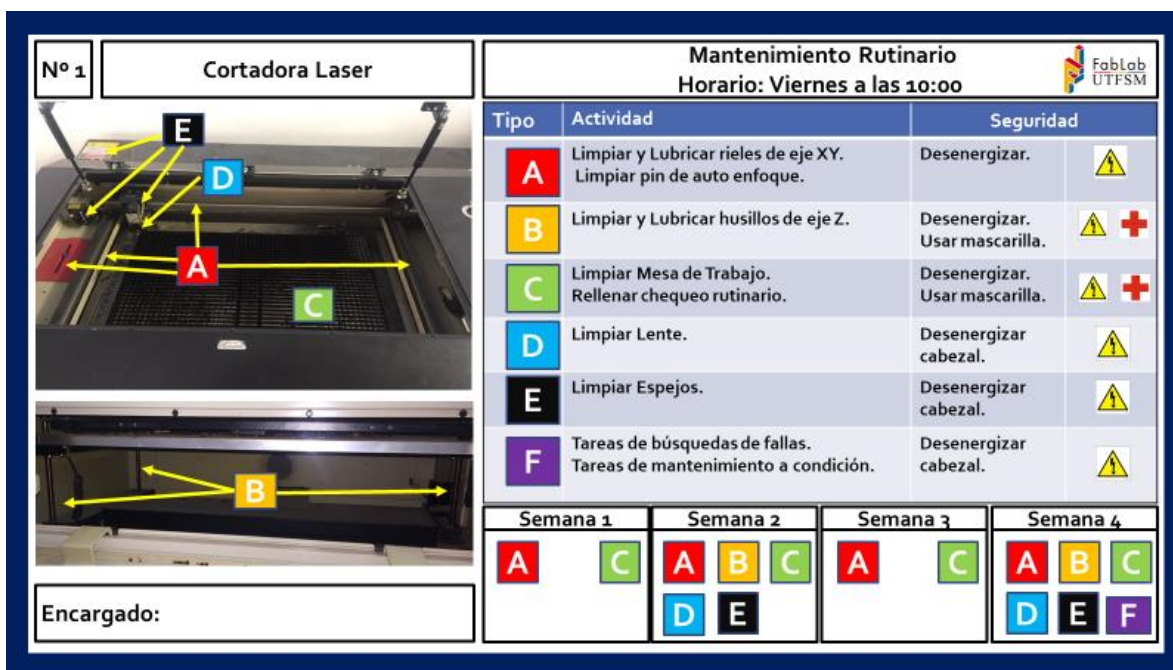 Nº 1
Cortadora Laser
Mantenimiento Rutinario
Horario: Viernes a las 10:00
FabLab
UTFSM
E
D
A
C
B
Encargado:
Tipo Actividad Seguridad
A
Limpiar y Lubricar rieles de eje XY.
Limpiar pin de auto enfoque.
Desenergizar.
B
Limpiar y Lubricar husillos de eje Z.
Desenergizar.
Usar mascarilla.
C
Limpiar Mesa de Trabajo.
Rellenar chequeo rutinario.
Desenergizar.
Usar mascarilla.
D
Limpiar Lente.
Desenergizar
cabezal.
E
Limpiar Espejos.
Desenergizar
cabezal.
F
Tareas de búsquedas de fallas.
Tareas de mantenimiento a condición.
Desenergizar
cabezal.
Semana 1
A C
Semana 2
A B C
D E
Semana 3
A C
Semana 4
A B C
D E F